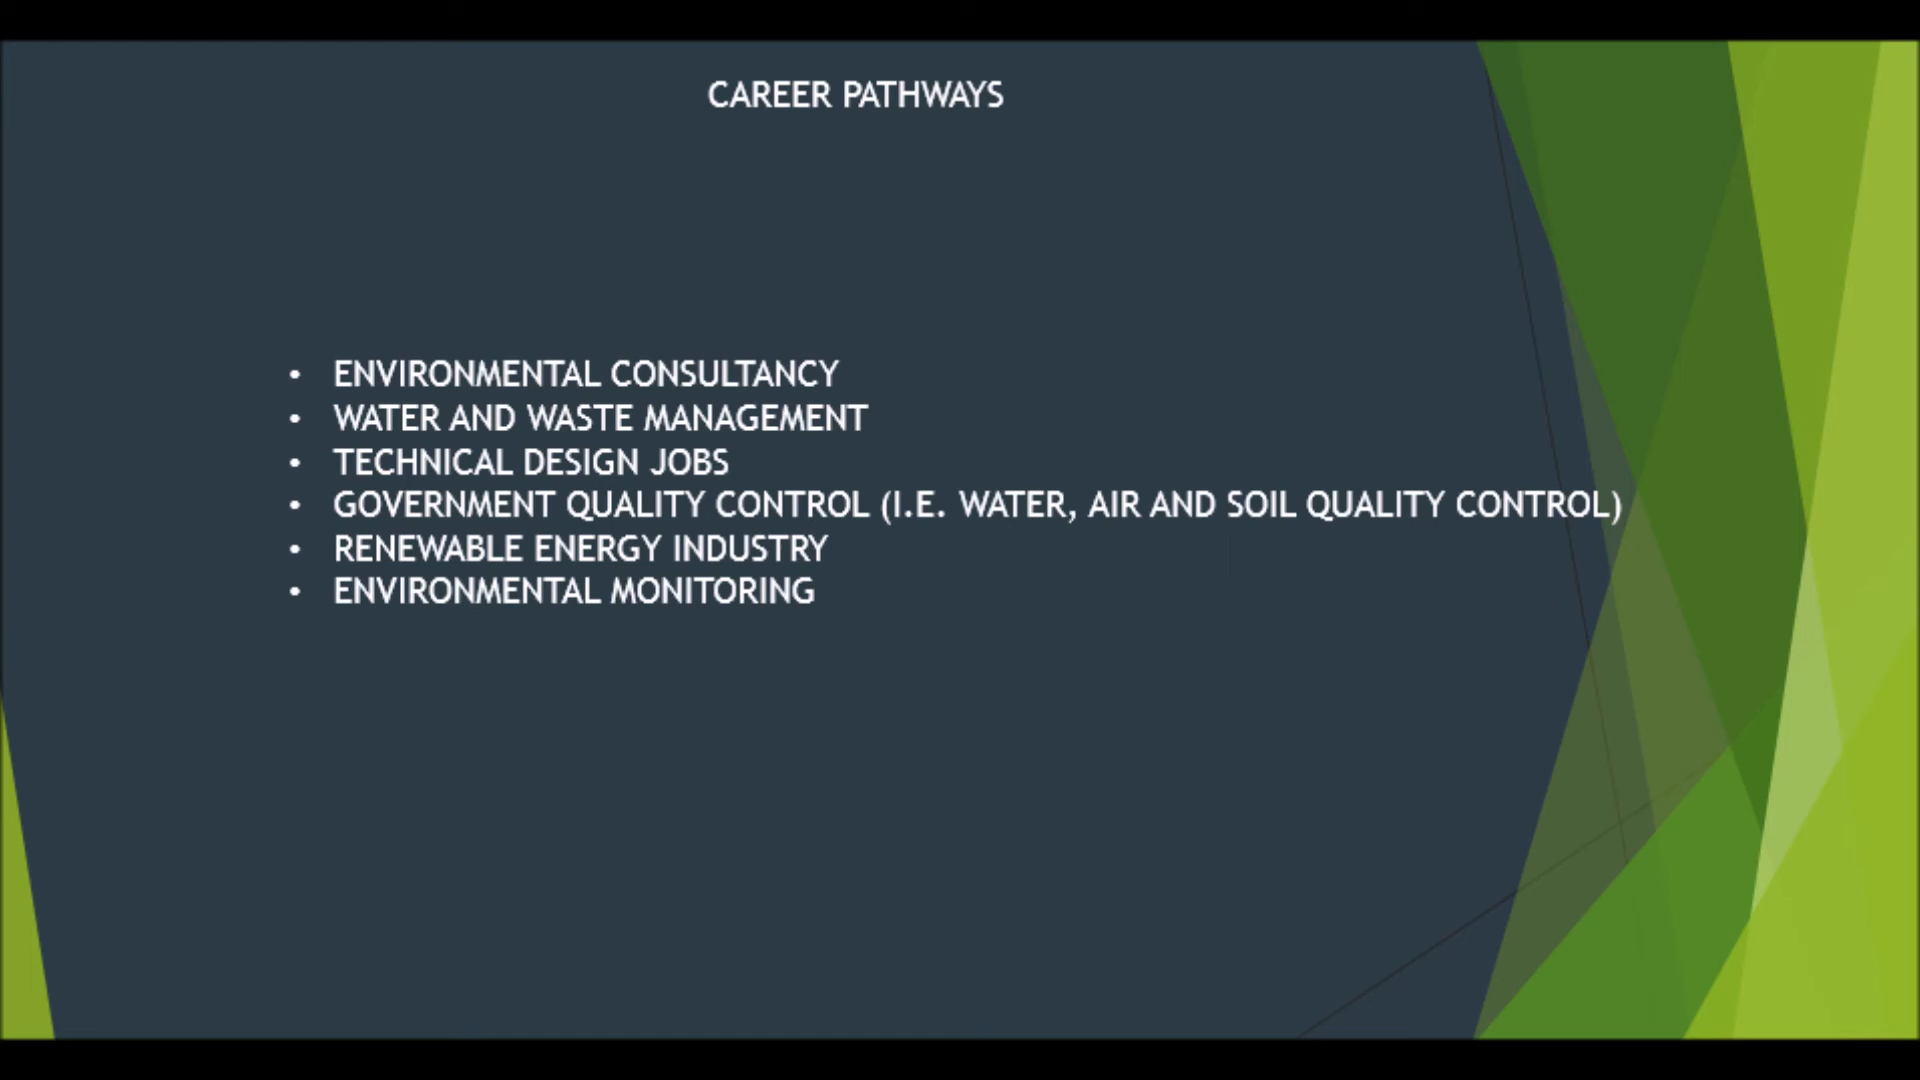 CAREER PATHWAYS
• ENVIRONMENTAL CONSULTANCY
• WATER AND WASTE MANAGEMENT
• TECHNICAL DESIGN JOBS
• GOVERNMENT QUALITY CONTROL (I.E. WATER, AIR AND SOIL QUALITY CONTROL)
• RENEWABLE ENERGY INDUSTRY
• ENVIRONMENTAL MONITORING